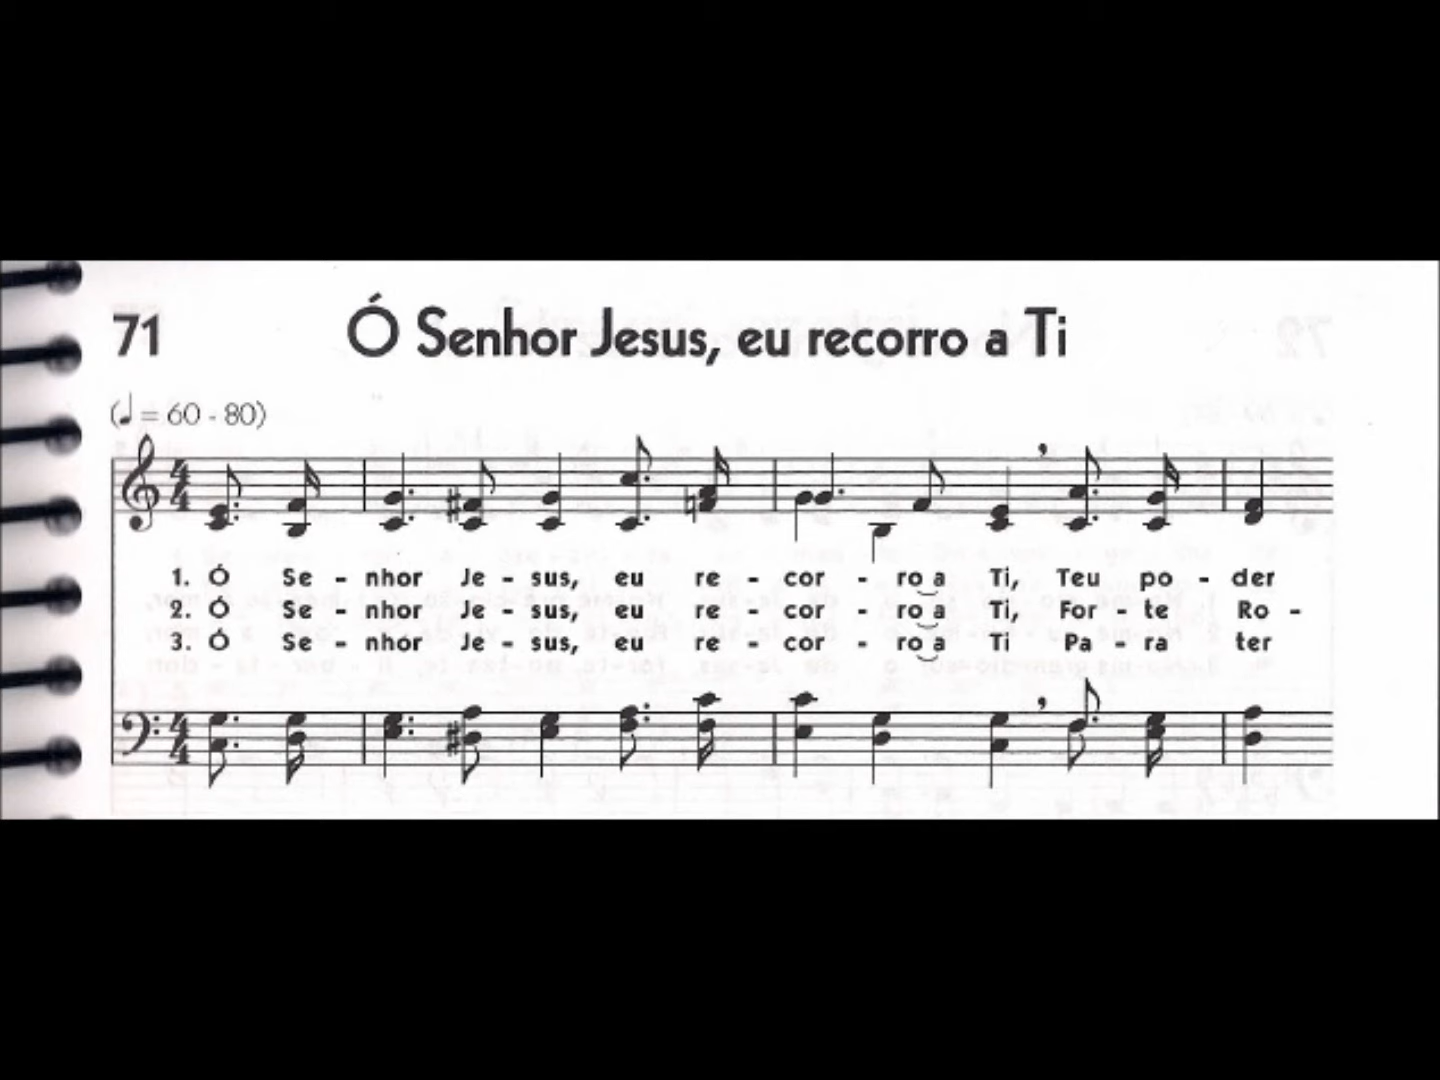 71 Ó Senhor Jesus, eu recorro a Ti
(♩ = 60 - 80)
1. Ó Se - nhor Je - sus, eu re - cor - ro a Ti, Teu po - der
2. Ó Se - nhor Je - sus, eu re - cor - ro a Ti, For - te Ro -
3. Ó Se - nhor Je - sus, eu re - cor - ro a Ti Pa - ra ter